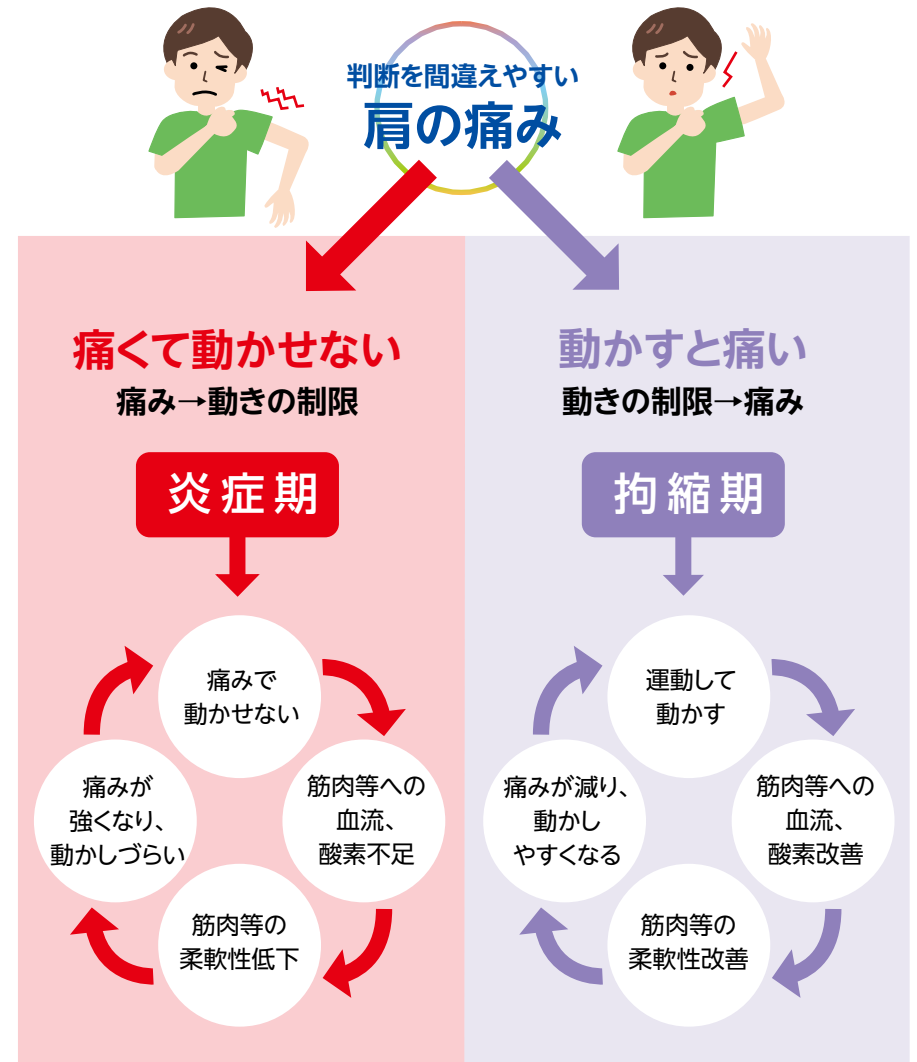 判断を間違えやすい
肩の痛み
痛くて動かせない
痛み→動きの制限
炎症期
痛みで
動かせない
筋肉等への
血流、
酸素不足
筋肉等の
柔軟性低下
痛みが
強くなり、
動かしづらい
動かすと痛い
動きの制限→痛み
拘縮期
運動して
動かす
筋肉等への
血流、
酸素改善
筋肉等の
柔軟性改善
痛みが減り、
動かし
やすくなる